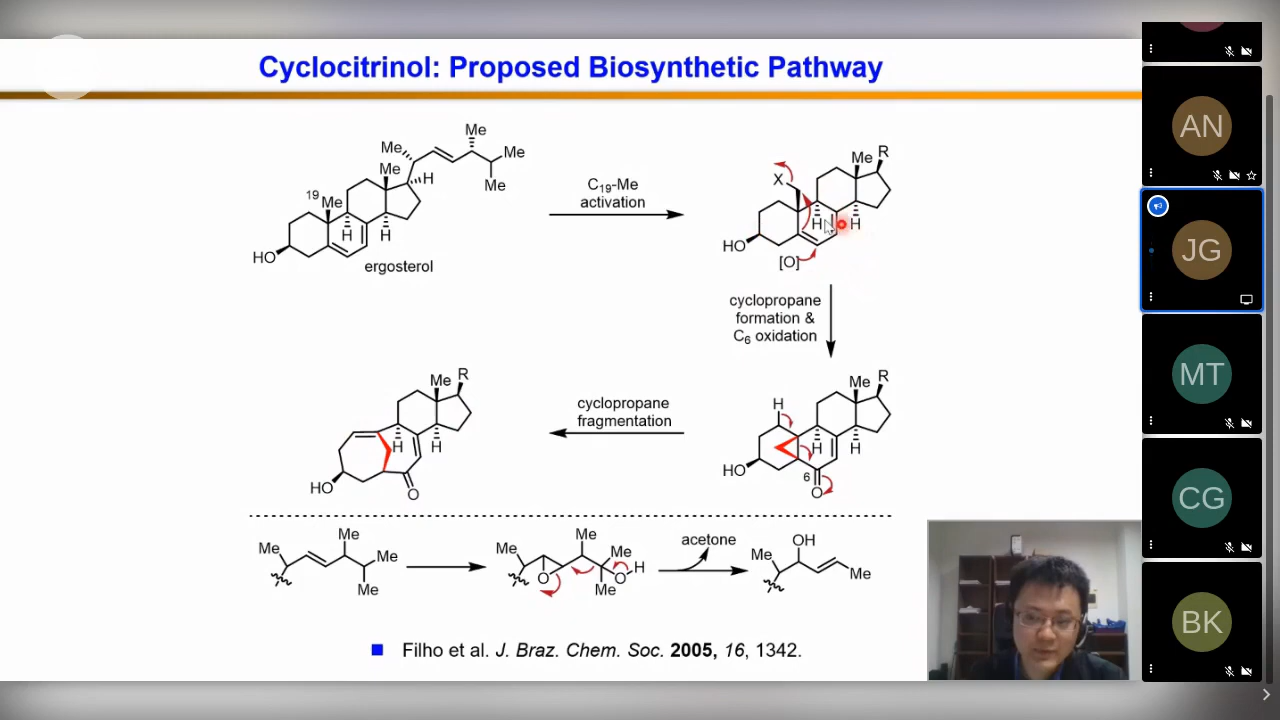 Cyclocitrinol: Proposed Biosynthetic Pathway
Me
Me
Me
Me
Me
H
19
Me
H
H
HO
ergosterol
C19-Me
activation
X
Me
R
H
H
HO
[O]
cyclopropane
formation &
C6 oxidation
H
Me
R
H
H
HO
6
O
cyclopropane
fragmentation
Me
R
H
H
HO
O
Me
Me
Me
Me
Me
Me
Me
Me
O
O
H
acetone
Me
OH
Me
Filho et al. J. Braz. Chem. Soc. 2005, 16, 1342.
AN
JG
MT
CG
BK